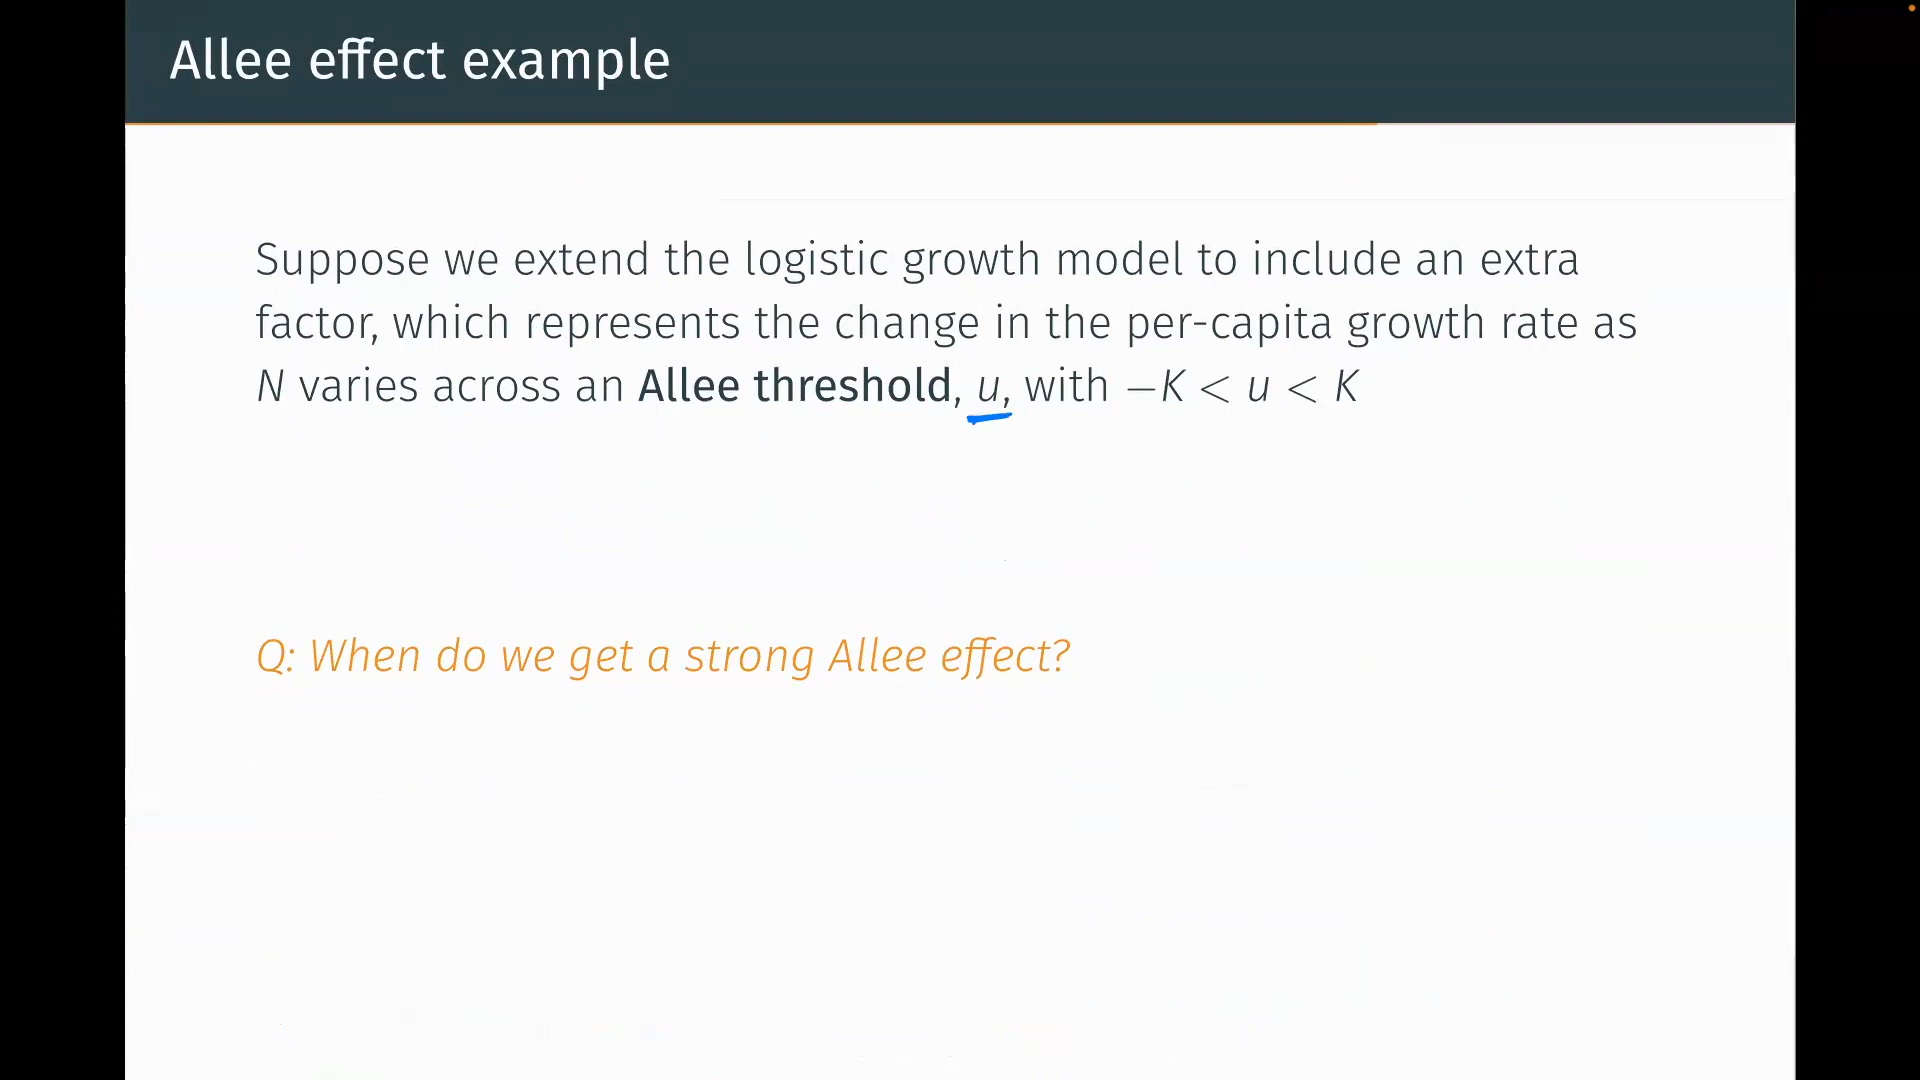 Allee effect example
Suppose we extend the logistic growth model to include an extra
factor, which represents the change in the per-capita growth rate as
N varies across an Allee threshold, u, with −K < u < K
Q: When do we get a strong Allee effect?